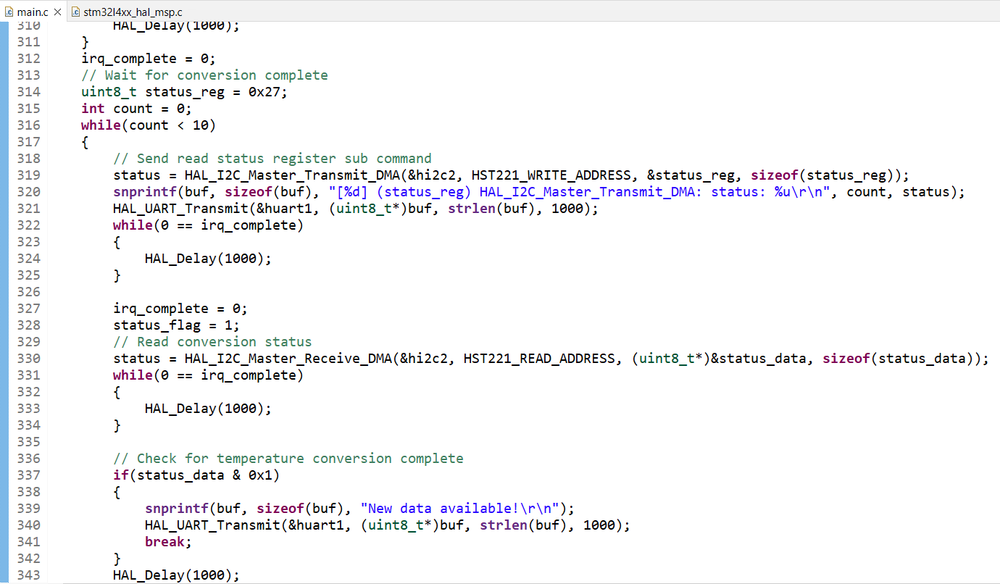 main.c
stm32l4xx_hal_msp.c
310 HAL_Delay(1000);
311 }
312 irq_complete = 0;
313 // Wait for conversion complete
314 uint8_t status_reg = 0x27;
315 int count = 0;
316 while(count < 10)
317 {
318 // Send read status register sub command
319 status = HAL_I2C_Master_Transmit_DMA(&hi2c2, HST221_WRITE_ADDRESS, &status_reg, sizeof(status_reg));
320 snprintf(buf, sizeof(buf), "[%d] (status_reg) HAL_I2C_Master_Transmit_DMA: status: %u\r\n", count, status);
321 HAL_UART_Transmit(&huart1, (uint8_t*)buf, strlen(buf), 1000);
322 while(0 == irq_complete)
323 {
324 HAL_Delay(1000);
325 }
326
327 irq_complete = 0;
328 status_flag = 1;
329 // Read conversion status
330 status = HAL_I2C_Master_Receive_DMA(&hi2c2, HST221_READ_ADDRESS, (uint8_t*)&status_data, sizeof(status_data));
331 while(0 == irq_complete)
332 {
333 HAL_Delay(1000);
334 }
335
336 // Check for temperature conversion complete
337 if(status_data & 0x1)
338 {
339 snprintf(buf, sizeof(buf), "New data available!\r\n");
340 HAL_UART_Transmit(&huart1, (uint8_t*)buf, strlen(buf), 1000);
341 break;
342 }
343 HAL_Delay(1000);